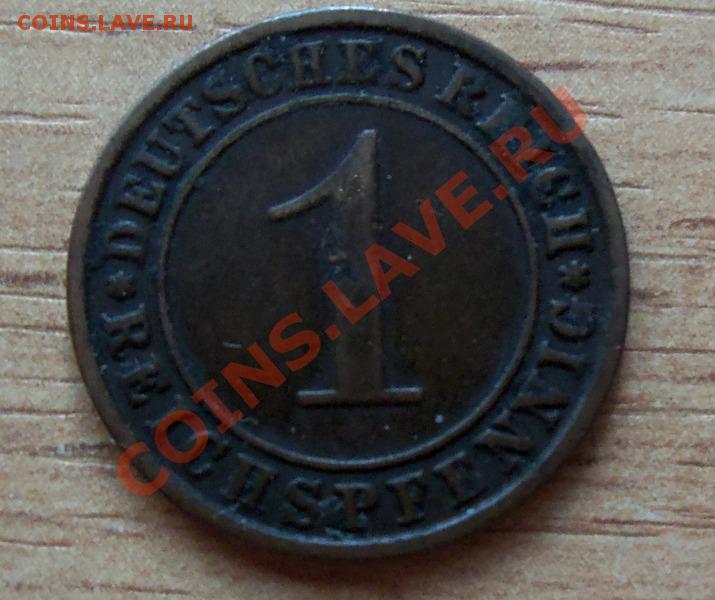 COINS.LAVE.RU
* DEUTSCHES REICH *
1
REICHSPFENNIG
COINS.LAVE.RU